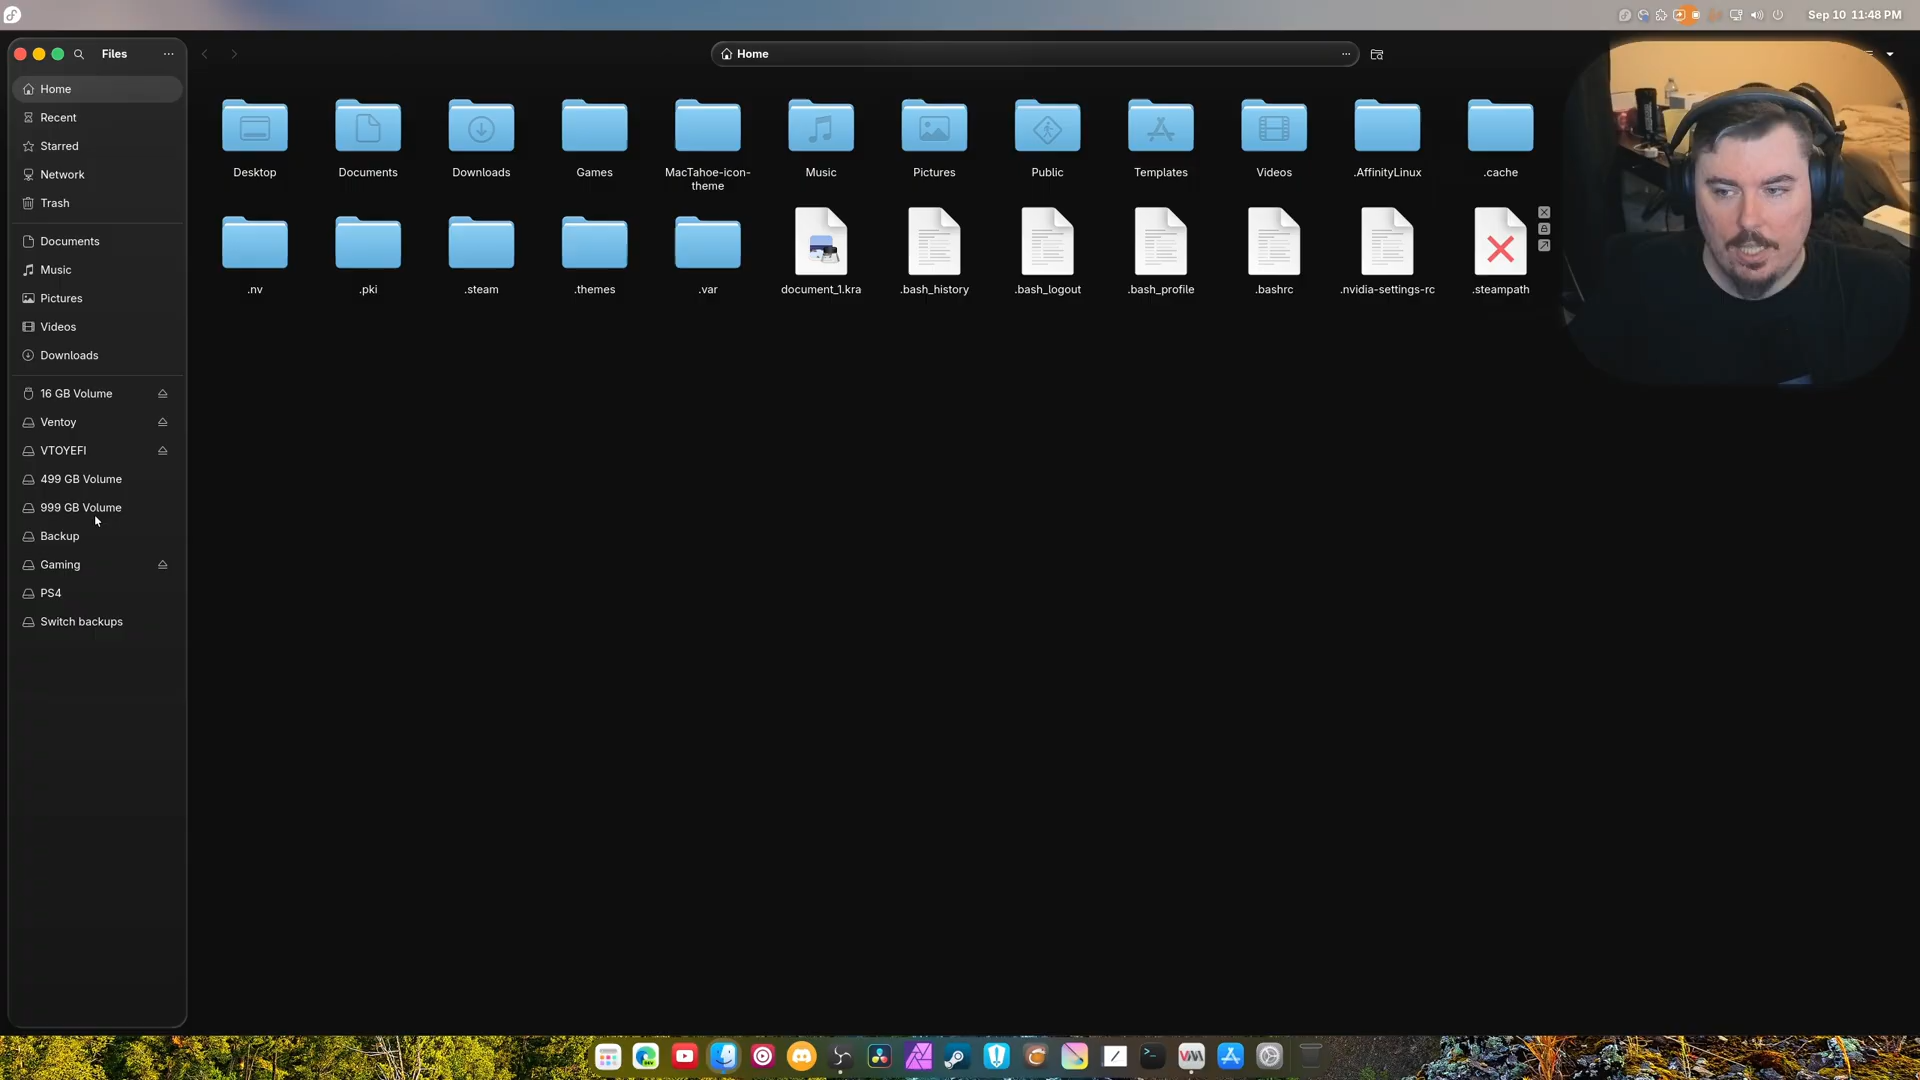 Sep 10 11:48 PM
Files
Home
Home
Recent
Starred
Network
Trash
Documents
Music
Pictures
Videos
Downloads
16 GB Volume
Ventoy
VTOYEFI
499 GB Volume
999 GB Volume
Backup
Gaming
PS4
Switch backups
Desktop
Documents
Downloads
Games
MacTahoe-icon-
theme
Music
Pictures
Public
Templates
Videos
.AffinityLinux
.cache
.nv
.pki
.steam
.themes
.var
document_1.kra
.bash_history
.bash_logout
.bash_profile
.bashrc
.nvidia-settings-rc
.steampath